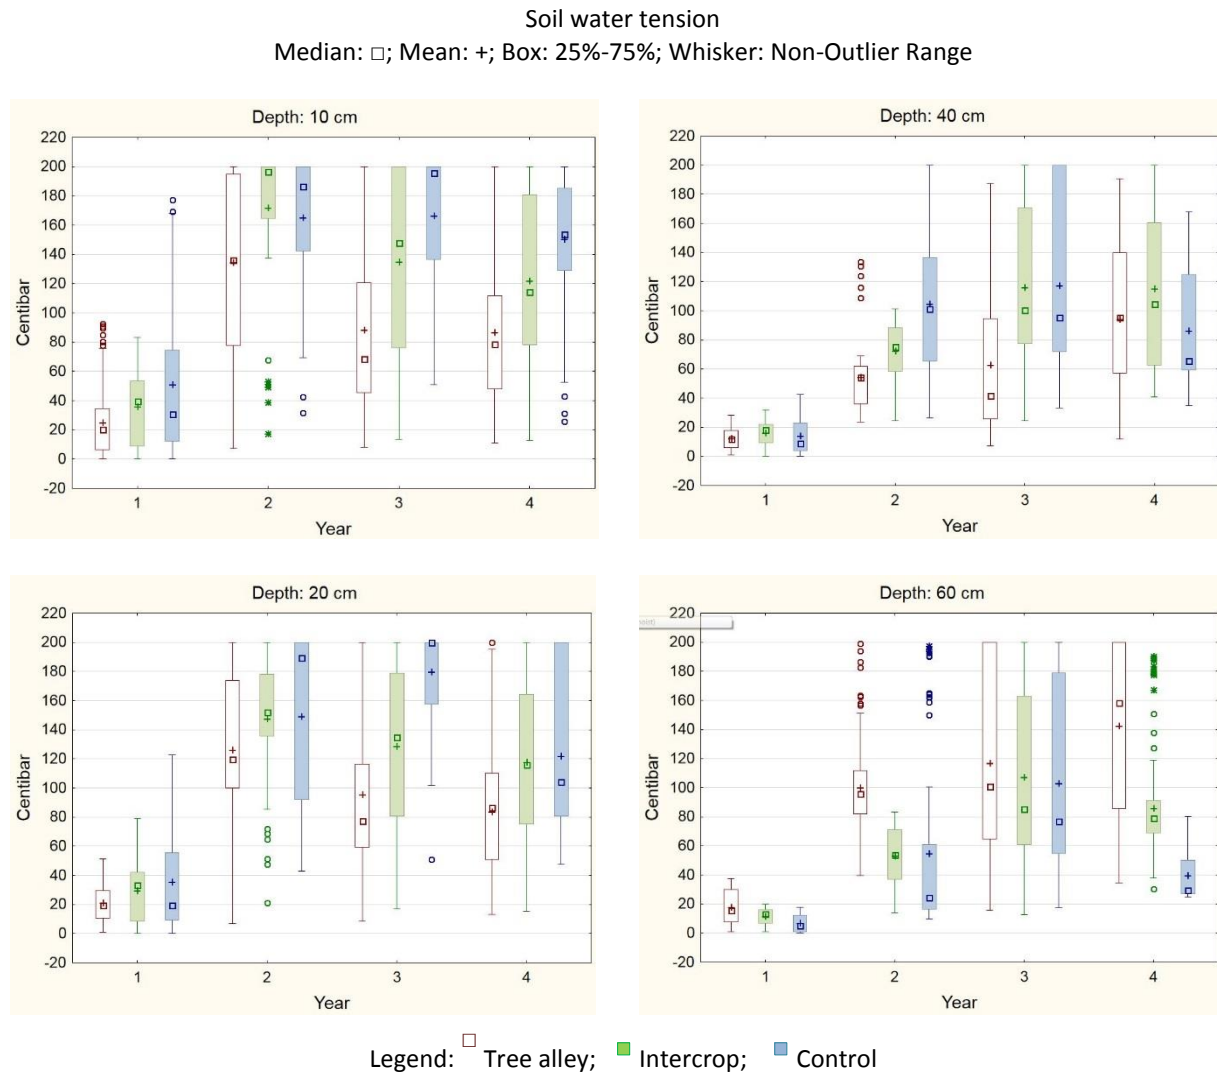 Soil water tension
Median: □; Mean: +; Box: 25%-75%; Whisker: Non-Outlier Range
Depth: 10 cm
220
200
180
160
140
120
100
80
60
40
20
0
-20
Centibar
1 2 3 4
Year
Depth: 40 cm
220
200
180
160
140
120
100
80
60
40
20
0
-20
Centibar
1 2 3 4
Year
Depth: 20 cm
220
200
180
160
140
120
100
80
60
40
20
0
-20
Centibar
1 2 3 4
Year
Depth: 60 cm
220
200
180
160
140
120
100
80
60
40
20
0
-20
Centibar
1 2 3 4
Year
Legend: Tree alley; Intercrop; Control